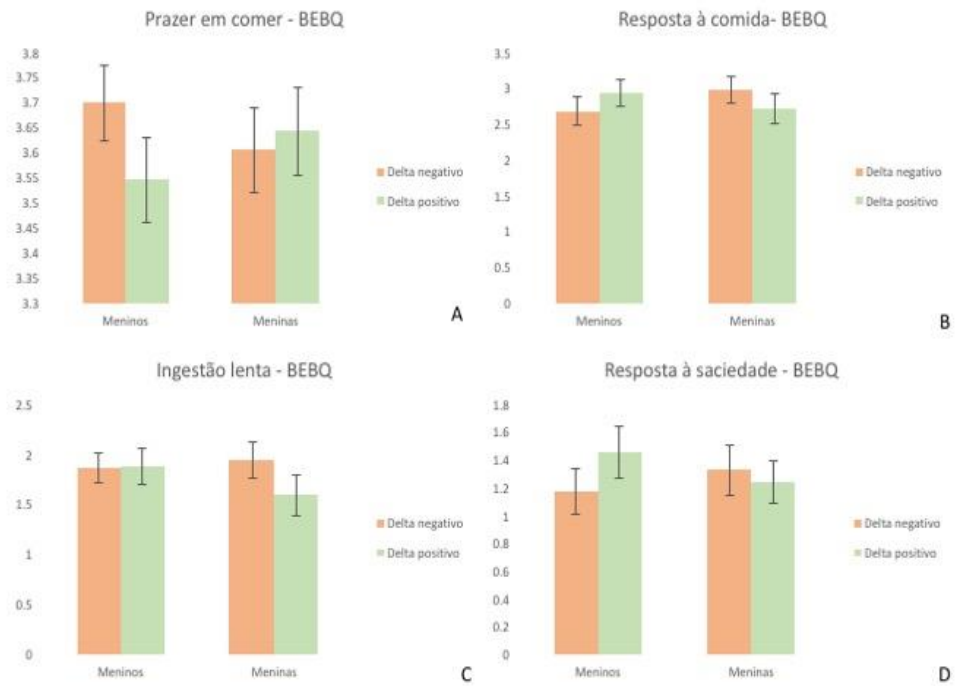 Prazer em comer - BEBQ
3.8
3.75
3.7
3.65
3.6
3.55
3.5
3.45
3.4
3.35
3.3
Meninos
Meninas
Delta negativo
Delta positivo
A
Resposta à comida- BEBQ
3.5
3
2.5
2
1.5
1
0.5
0
Meninos
Meninas
Delta negativo
Delta positivo
B
Ingestão lenta - BEBQ
2.5
2
1.5
1
0.5
0
Meninos
Meninas
Delta negativo
Delta positivo
C
Resposta à saciedade - BEBQ
1.8
1.6
1.4
1.2
1
0.8
0.6
0.4
0.2
0
Meninos
Meninas
Delta negativo
Delta positivo
D